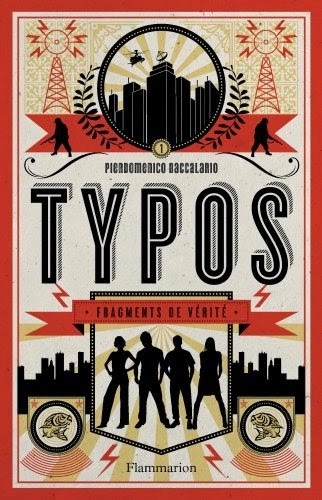 1
PIERDOMENICO BACCALARIO
TYPOS
FRAGMENTS DE VÉRITÉ
Flammarion